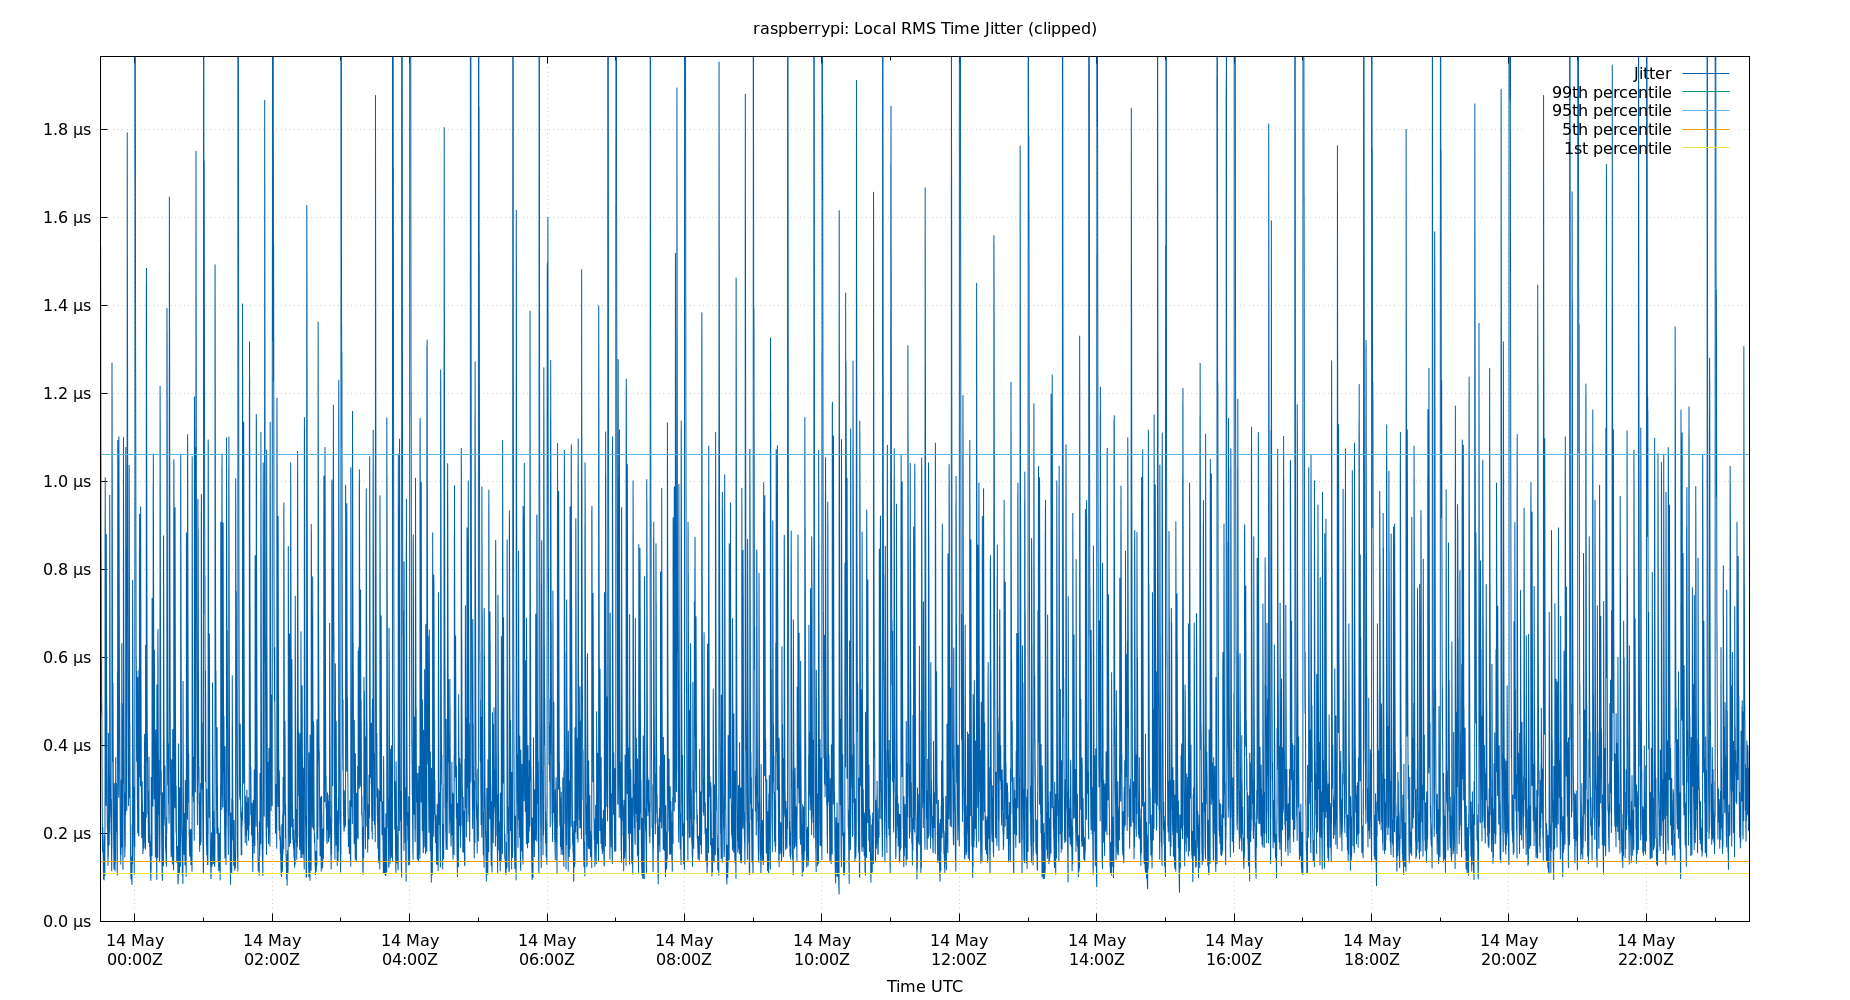 raspberrypi: Local RMS Time Jitter (clipped)
Jitter
99th percentile
95th percentile
5th percentile
1st percentile
1.8 µs
1.6 µs
1.4 µs
1.2 µs
1.0 µs
0.8 µs
0.6 µs
0.4 µs
0.2 µs
0.0 µs
14 May 14 May 14 May 14 May 14 May 14 May 14 May 14 May 14 May 14 May 14 May 14 May
00:00Z 02:00Z 04:00Z 06:00Z 08:00Z 10:00Z 12:00Z 14:00Z 16:00Z 18:00Z 20:00Z 22:00Z
Time UTC